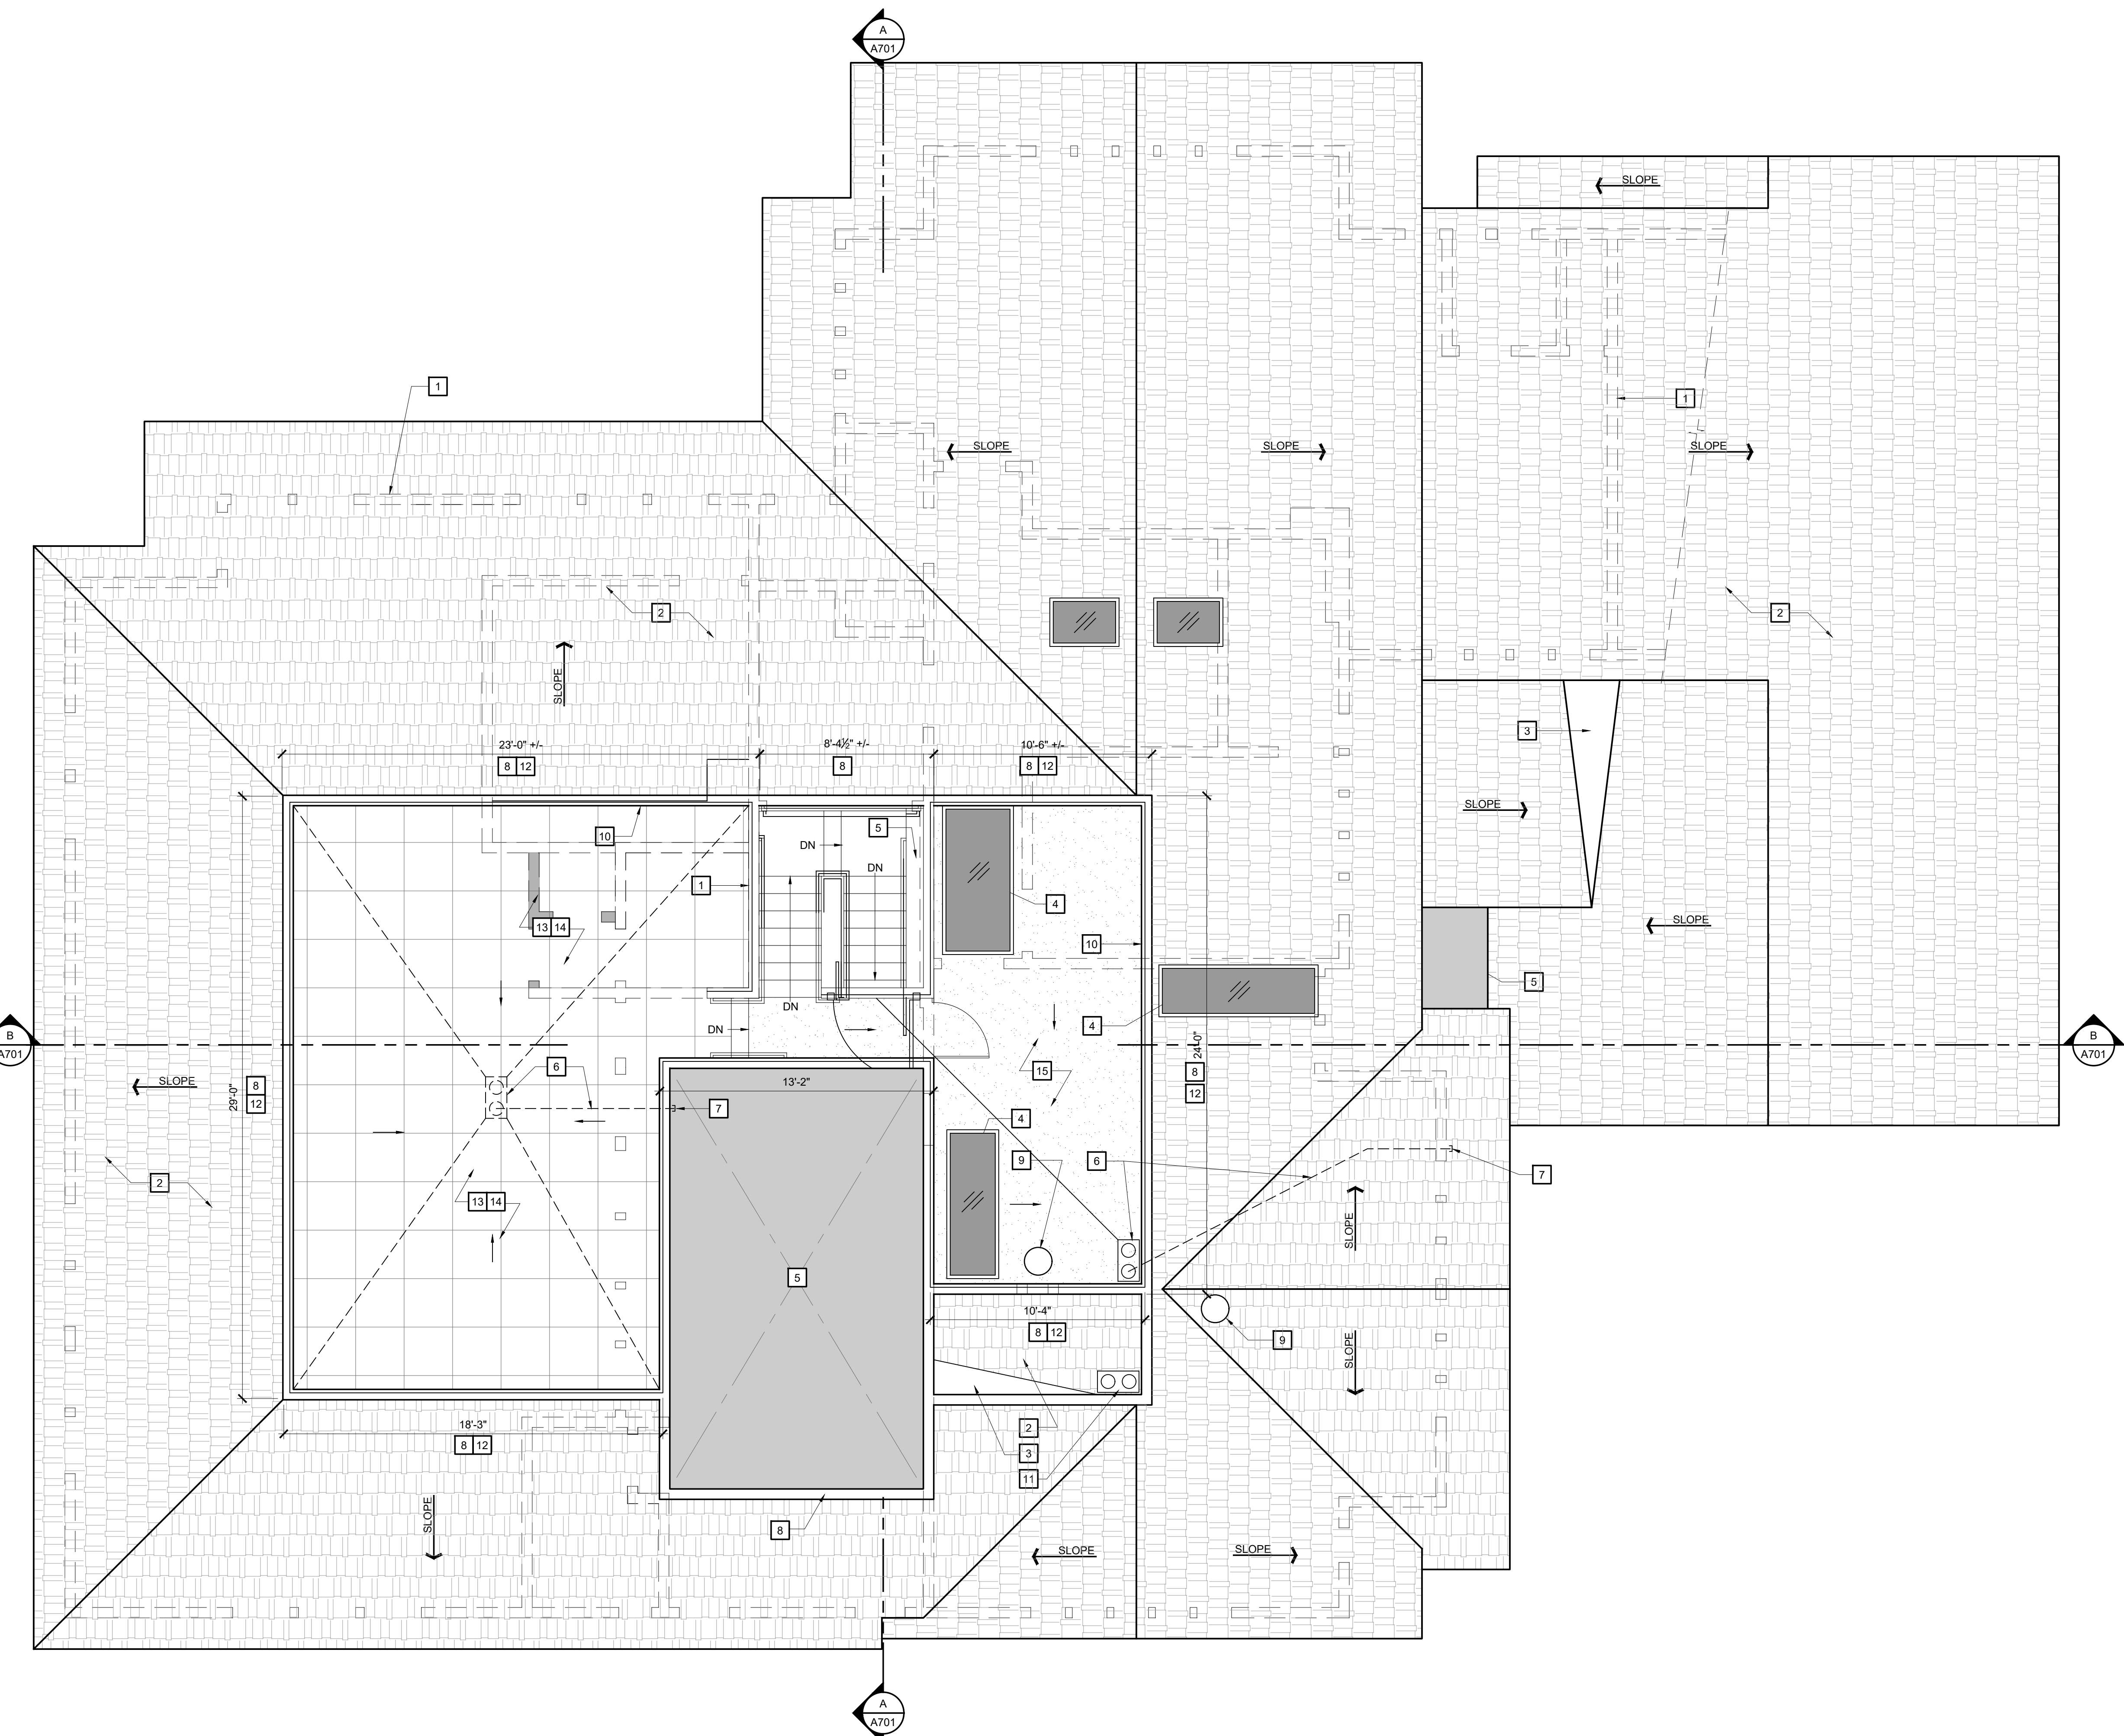 A
A701
SLOPE
1
1
SLOPE
SLOPE
SLOPE
2
2
SLOPE
3
23'-0" +/-
8'-4½" +/-
10'-6" +/-
8 12
8
8 12
SLOPE
10
5
DN
DN
1
4
13 14
10
SLOPE
5
DN
DN
4
B
A701
24'-0"
8
12
B
A701
6
15
SLOPE
29'-0"
8
12
13'-2"
7
4
9
6
7
2
13 14
SLOPE
5
10'-4"
8 12
9
SLOPE
18'-3"
8 12
2
3
11
SLOPE
8
SLOPE
SLOPE
A
A701